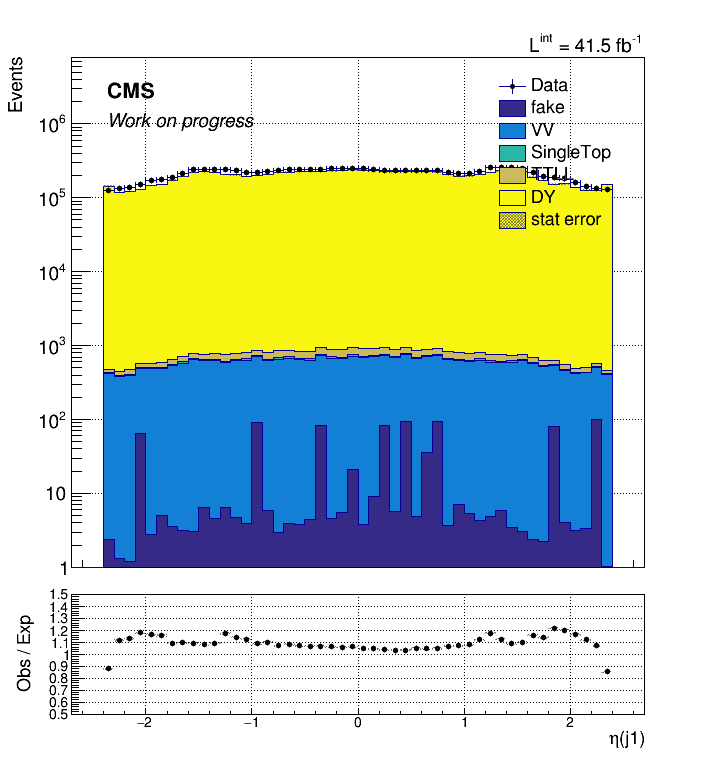 L^int = 41.5 fb^-1
Events
CMS
Work on progress
Data
fake
VV
SingleTop
DY
stat error
10^6
10^5
10^4
10^3
10^2
10
1
Obs / Exp
1.5
1.4
1.3
1.2
1.1
1
0.9
0.8
0.7
0.6
0.5
−2
−1
0
1
2
η(j1)